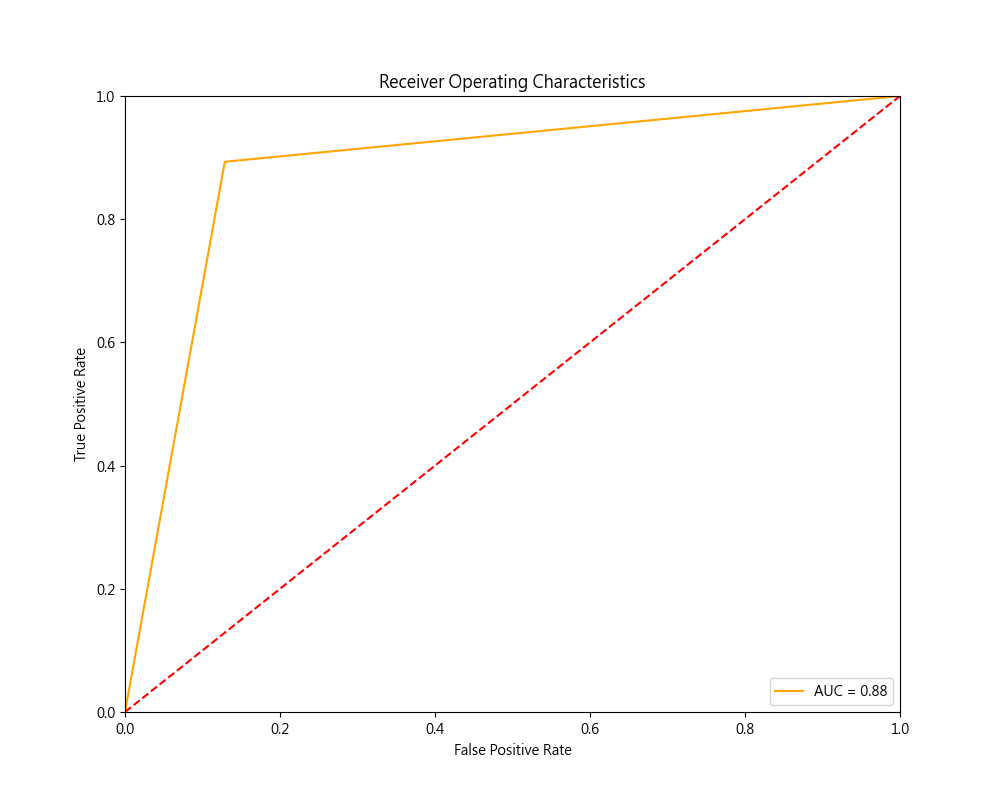 Receiver Operating Characteristics
1.0
0.8
0.6
0.4
0.2
0.0
True Positive Rate
AUC = 0.88
0.0 0.2 0.4 0.6 0.8 1.0
False Positive Rate